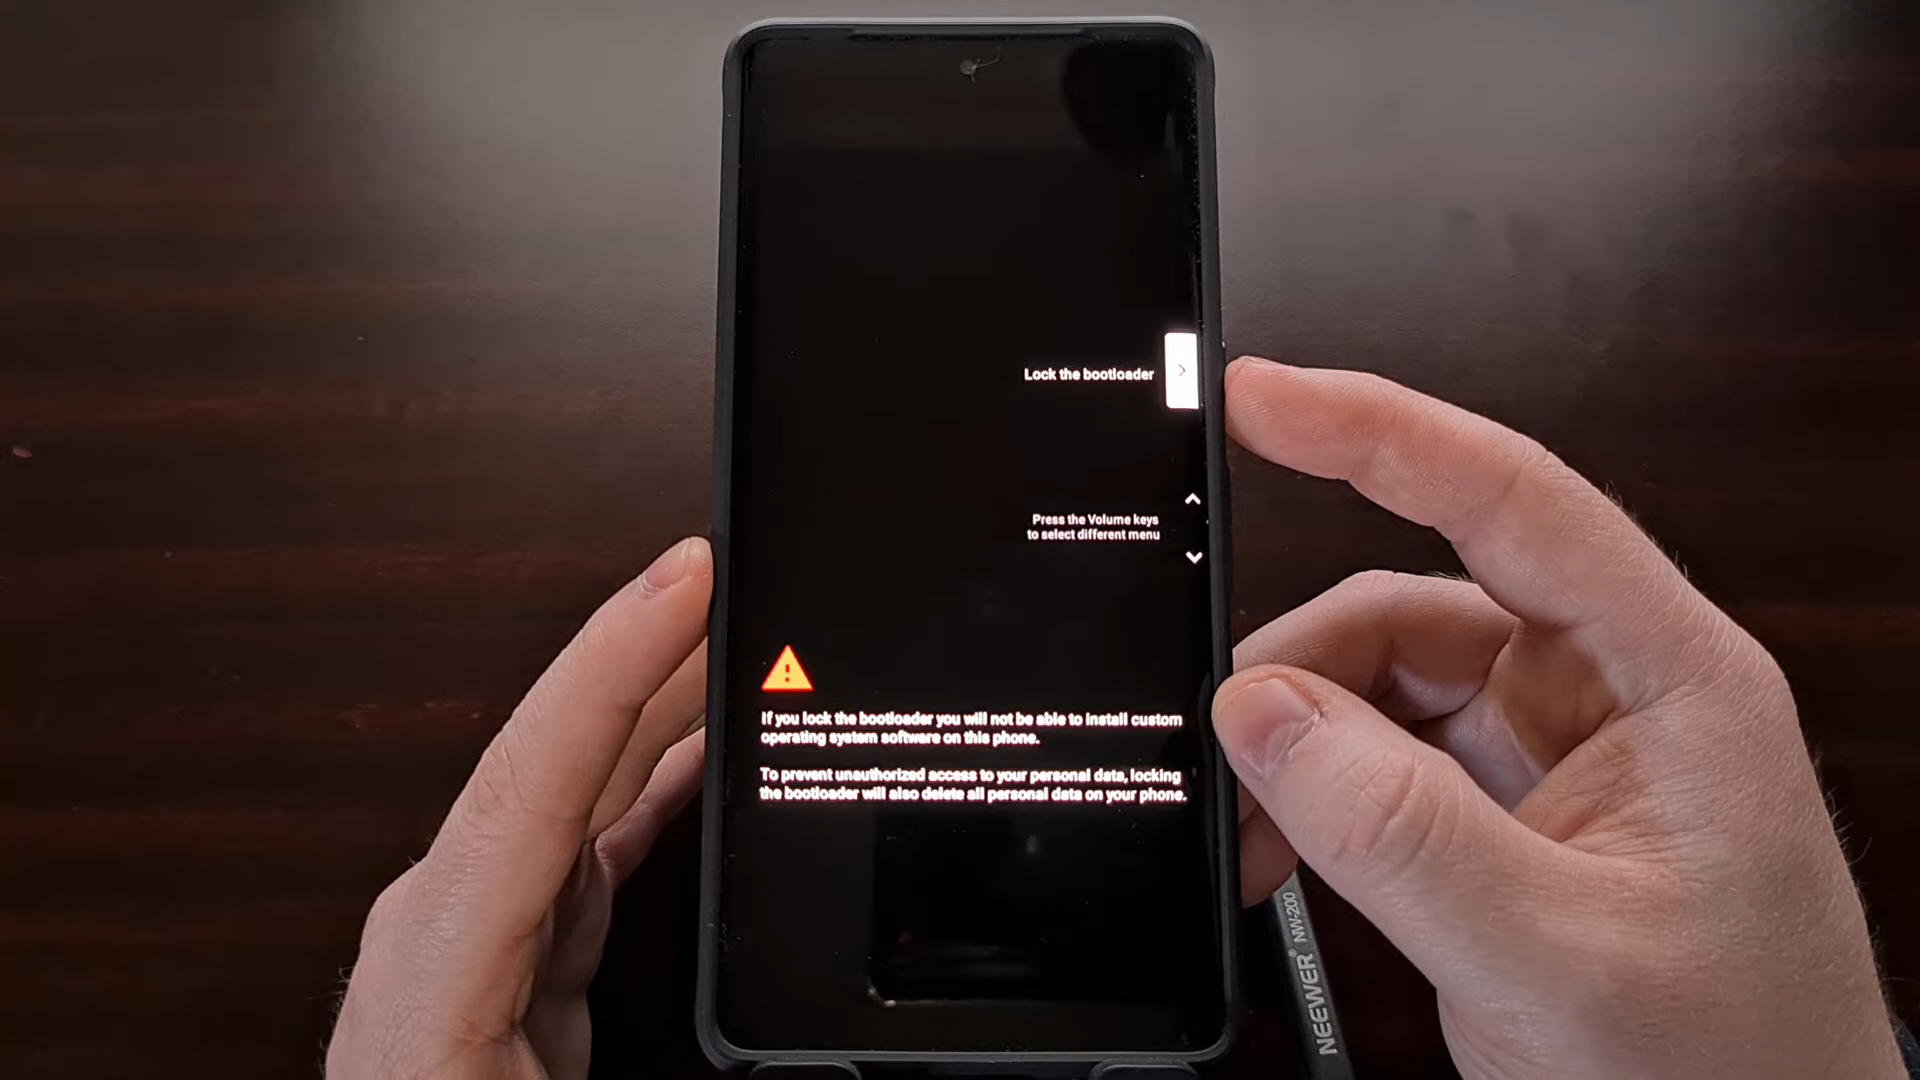 Lock the bootloader
Press the Volume keys
to select different menu
If you lock the bootloader you will not be able to install custom
operating system software on this phone.
To prevent unauthorized access to your personal data, locking
the bootloader will also delete all personal data on your phone.
NEEWER® NW-200